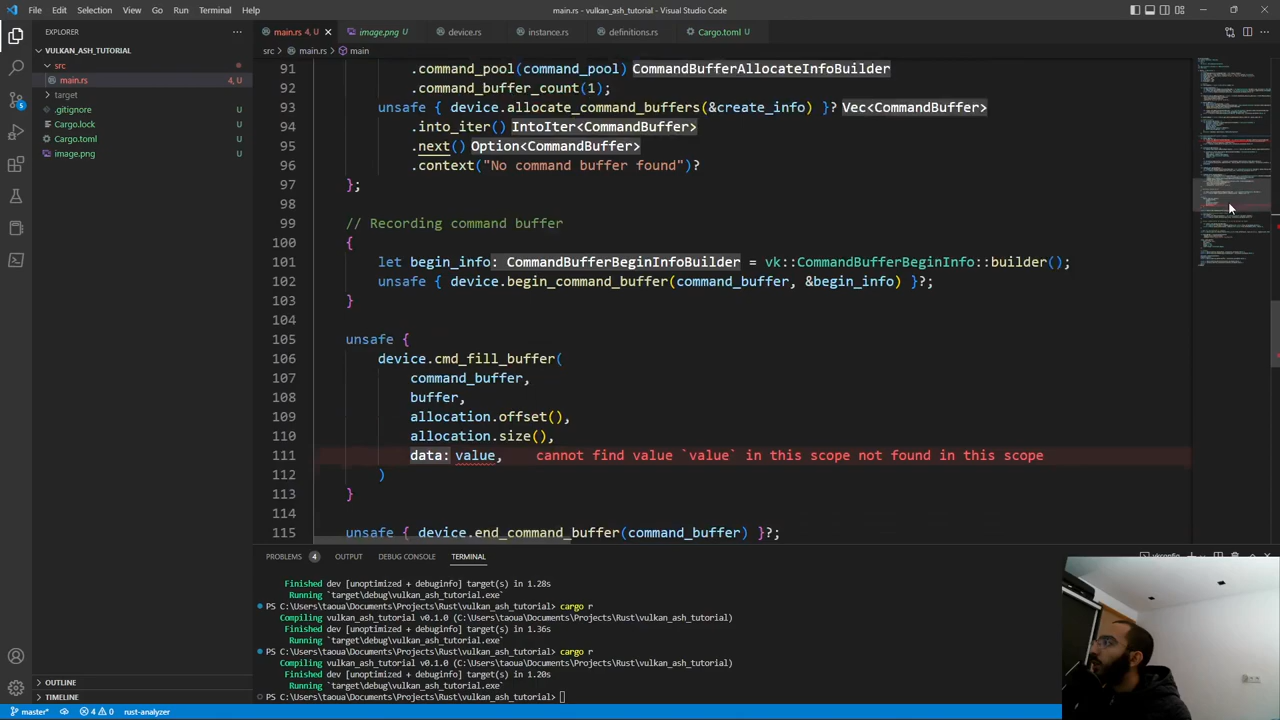 File Edit Selection View Go Run Terminal Help
main.rs - vulkan_ash_tutorial - Visual Studio Code
EXPLORER
main.rs 4, U
image.png U
device.rs
instance.rs
definitions.rs
Cargo.toml U
VULKAN_ASH_TUTORIAL
src
main.rs 4, U
target
.gitignore U
Cargo.lock U
Cargo.toml U
image.png U
src > main.rs > main
91 .command_pool(command_pool) CommandBufferAllocateInfoBuilder
92 .command_buffer_count(1);
93 unsafe { device.allocate_command_buffers(&create_info) }? Vec<CommandBuffer>
94 .into_iter() IntoIter<CommandBuffer>
95 .next() Option<CommandBuffer>
96 .context("No command buffer found")?
97 };
98
99 // Recording command buffer
100 {
101 let begin_info: CommandBufferBeginInfoBuilder = vk::CommandBufferBeginInfo::builder();
102 unsafe { device.begin_command_buffer(command_buffer, &begin_info) }?;
103 }
104
105 unsafe {
106 device.cmd_fill_buffer(
107 command_buffer,
108 buffer,
109 allocation.offset(),
110 allocation.size(),
111 data: value, cannot find value `value` in this scope not found in this scope
112 )
113 }
114
115 unsafe { device.end_command_buffer(command_buffer) }?;
PROBLEMS 4 OUTPUT DEBUG CONSOLE TERMINAL
vkconfig
Finished dev [unoptimized + debuginfo] target(s) in 1.28s
Running `target\debug\vulkan_ash_tutorial.exe`
PS C:\Users\taoua\Documents\Projects\Rust\vulkan_ash_tutorial> cargo r
Compiling vulkan_ash_tutorial v0.1.0 (C:\Users\taoua\Documents\Projects\Rust\vulkan_ash_tutorial)
Finished dev [unoptimized + debuginfo] target(s) in 1.36s
Running `target\debug\vulkan_ash_tutorial.exe`
PS C:\Users\taoua\Documents\Projects\Rust\vulkan_ash_tutorial> cargo r
Compiling vulkan_ash_tutorial v0.1.0 (C:\Users\taoua\Documents\Projects\Rust\vulkan_ash_tutorial)
Finished dev [unoptimized + debuginfo] target(s) in 1.20s
Running `target\debug\vulkan_ash_tutorial.exe`
PS C:\Users\taoua\Documents\Projects\Rust\vulkan_ash_tutorial>
OUTLINE
TIMELINE
master* 4 0 rust-analyzer